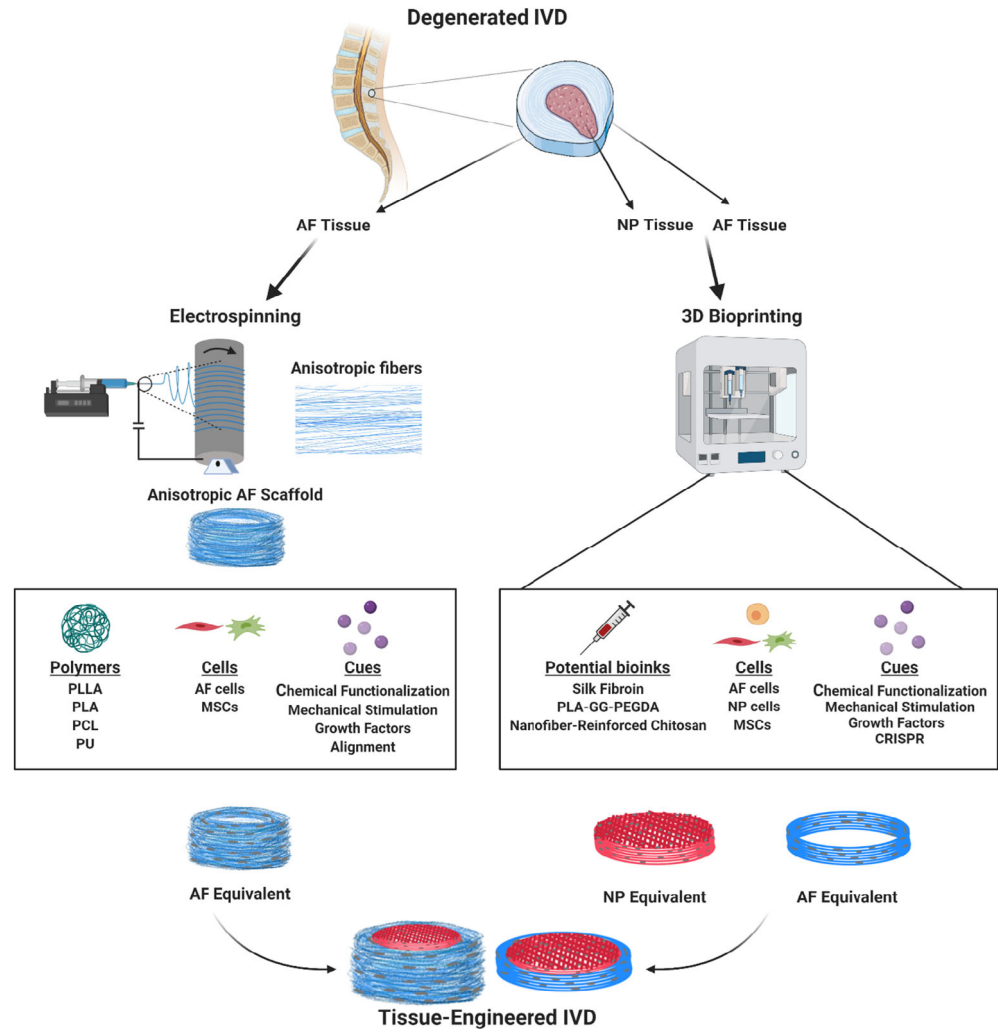 Degenerated IVD
AF Tissue
NP Tissue
AF Tissue
Electrospinning
Anisotropic fibers
Anisotropic AF Scaffold
3D Bioprinting
Polymers
PLLA
PLA
PCL
PU
Cells
AF cells
MSCs
Cues
Chemical Functionalization
Mechanical Stimulation
Growth Factors
Alignment
Potential bioinks
Silk Fibroin
PLA-GG-PEGDA
Nanofiber-Reinforced Chitosan
Cells
AF cells
NP cells
MSCs
Cues
Chemical Functionalization
Mechanical Stimulation
Growth Factors
CRISPR
AF Equivalent
NP Equivalent
AF Equivalent
Tissue-Engineered IVD